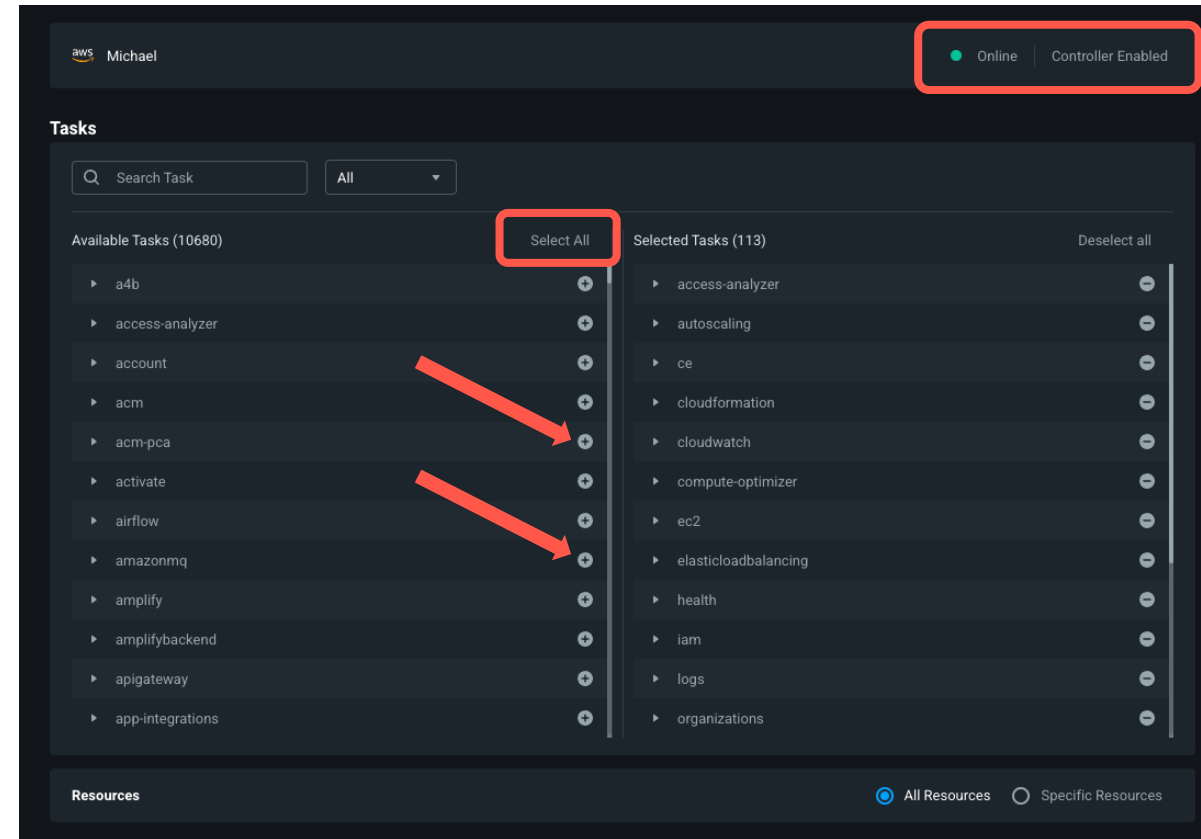 aws Michael Online Controller Enabled
Tasks
Search Task All
Available Tasks (10680) Select All Selected Tasks (113) Deselect all
a4b access-analyzer
access-analyzer autoscaling
account ce
acm cloudformation
acm-pca cloudwatch
activate compute-optimizer
airflow ec2
amazonmq elasticloadbalancing
amplify health
amplifybackend iam
apigateway logs
app-integrations organizations
Resources All Resources Specific Resources